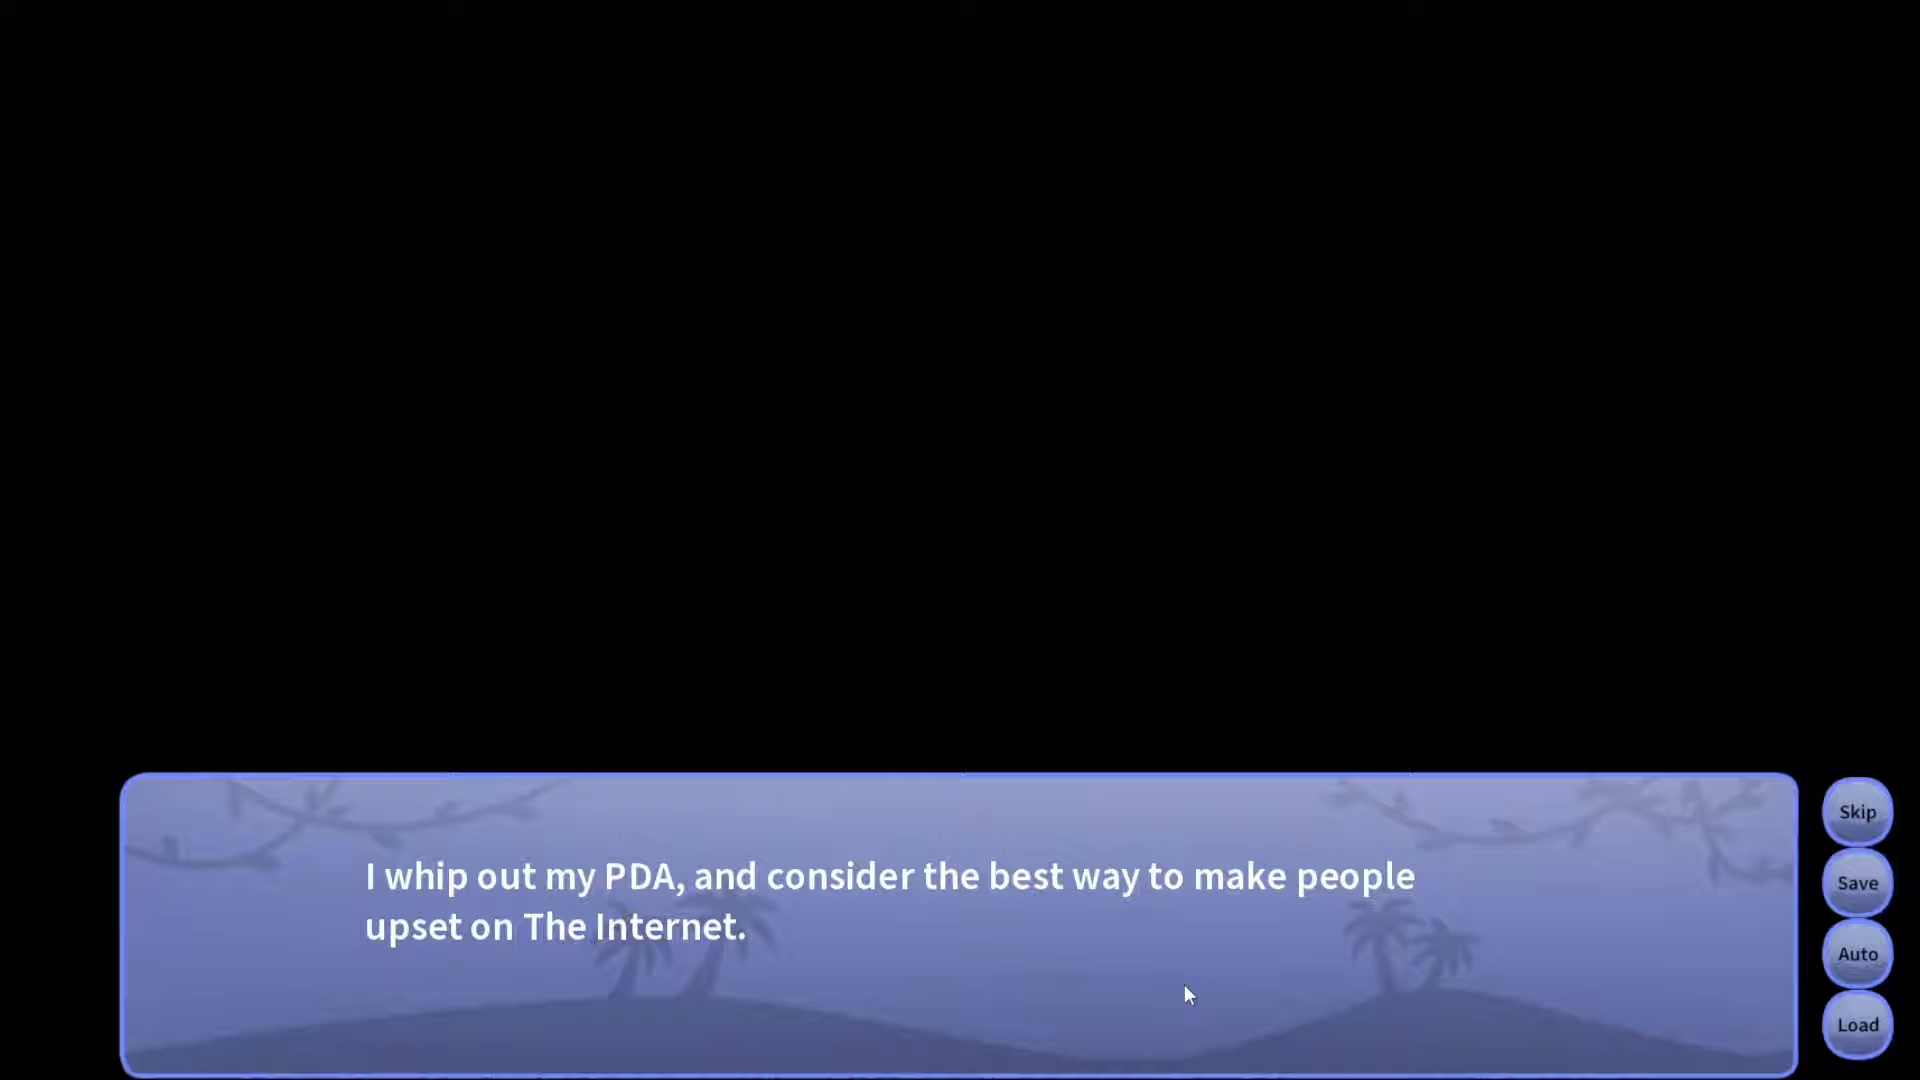 I whip out my PDA, and consider the best way to make people
upset on The Internet.
Skip
Save
Auto
Load